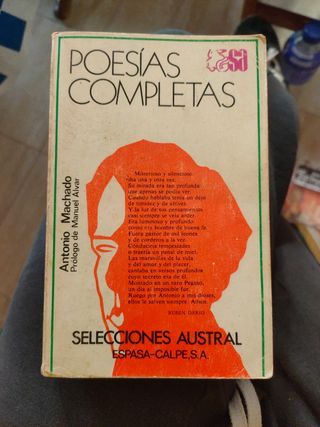 POESÍAS
COMPLETAS
Antonio Machado
Prólogo de Manuel Alvar
Misterioso y silencioso
iba una y otra vez.
Su mirada era tan profunda
que apenas se podía ver.
Cuando hablaba tenía un dejo
de timidez y de altivez.
Y la luz de sus pensamientos
casi siempre se veía arder.
Era luminoso y profundo
como era hombre de buena fe.
Fuera pastor de mil leones
y de corderos a la vez.
Conduciría tempestades
o traería un panal de miel.
Las maravillas de la vida
y del amor y del placer,
cantaba en versos profundos
cuyo secreto era de él.
Montado en un raro Pegaso,
un día al imposible fue.
Ruego por Antonio a mis dioses,
ellos le salven siempre. Amén.
RUBÉN DARÍO
SELECCIONES AUSTRAL
ESPASA-CALPE, S.A.